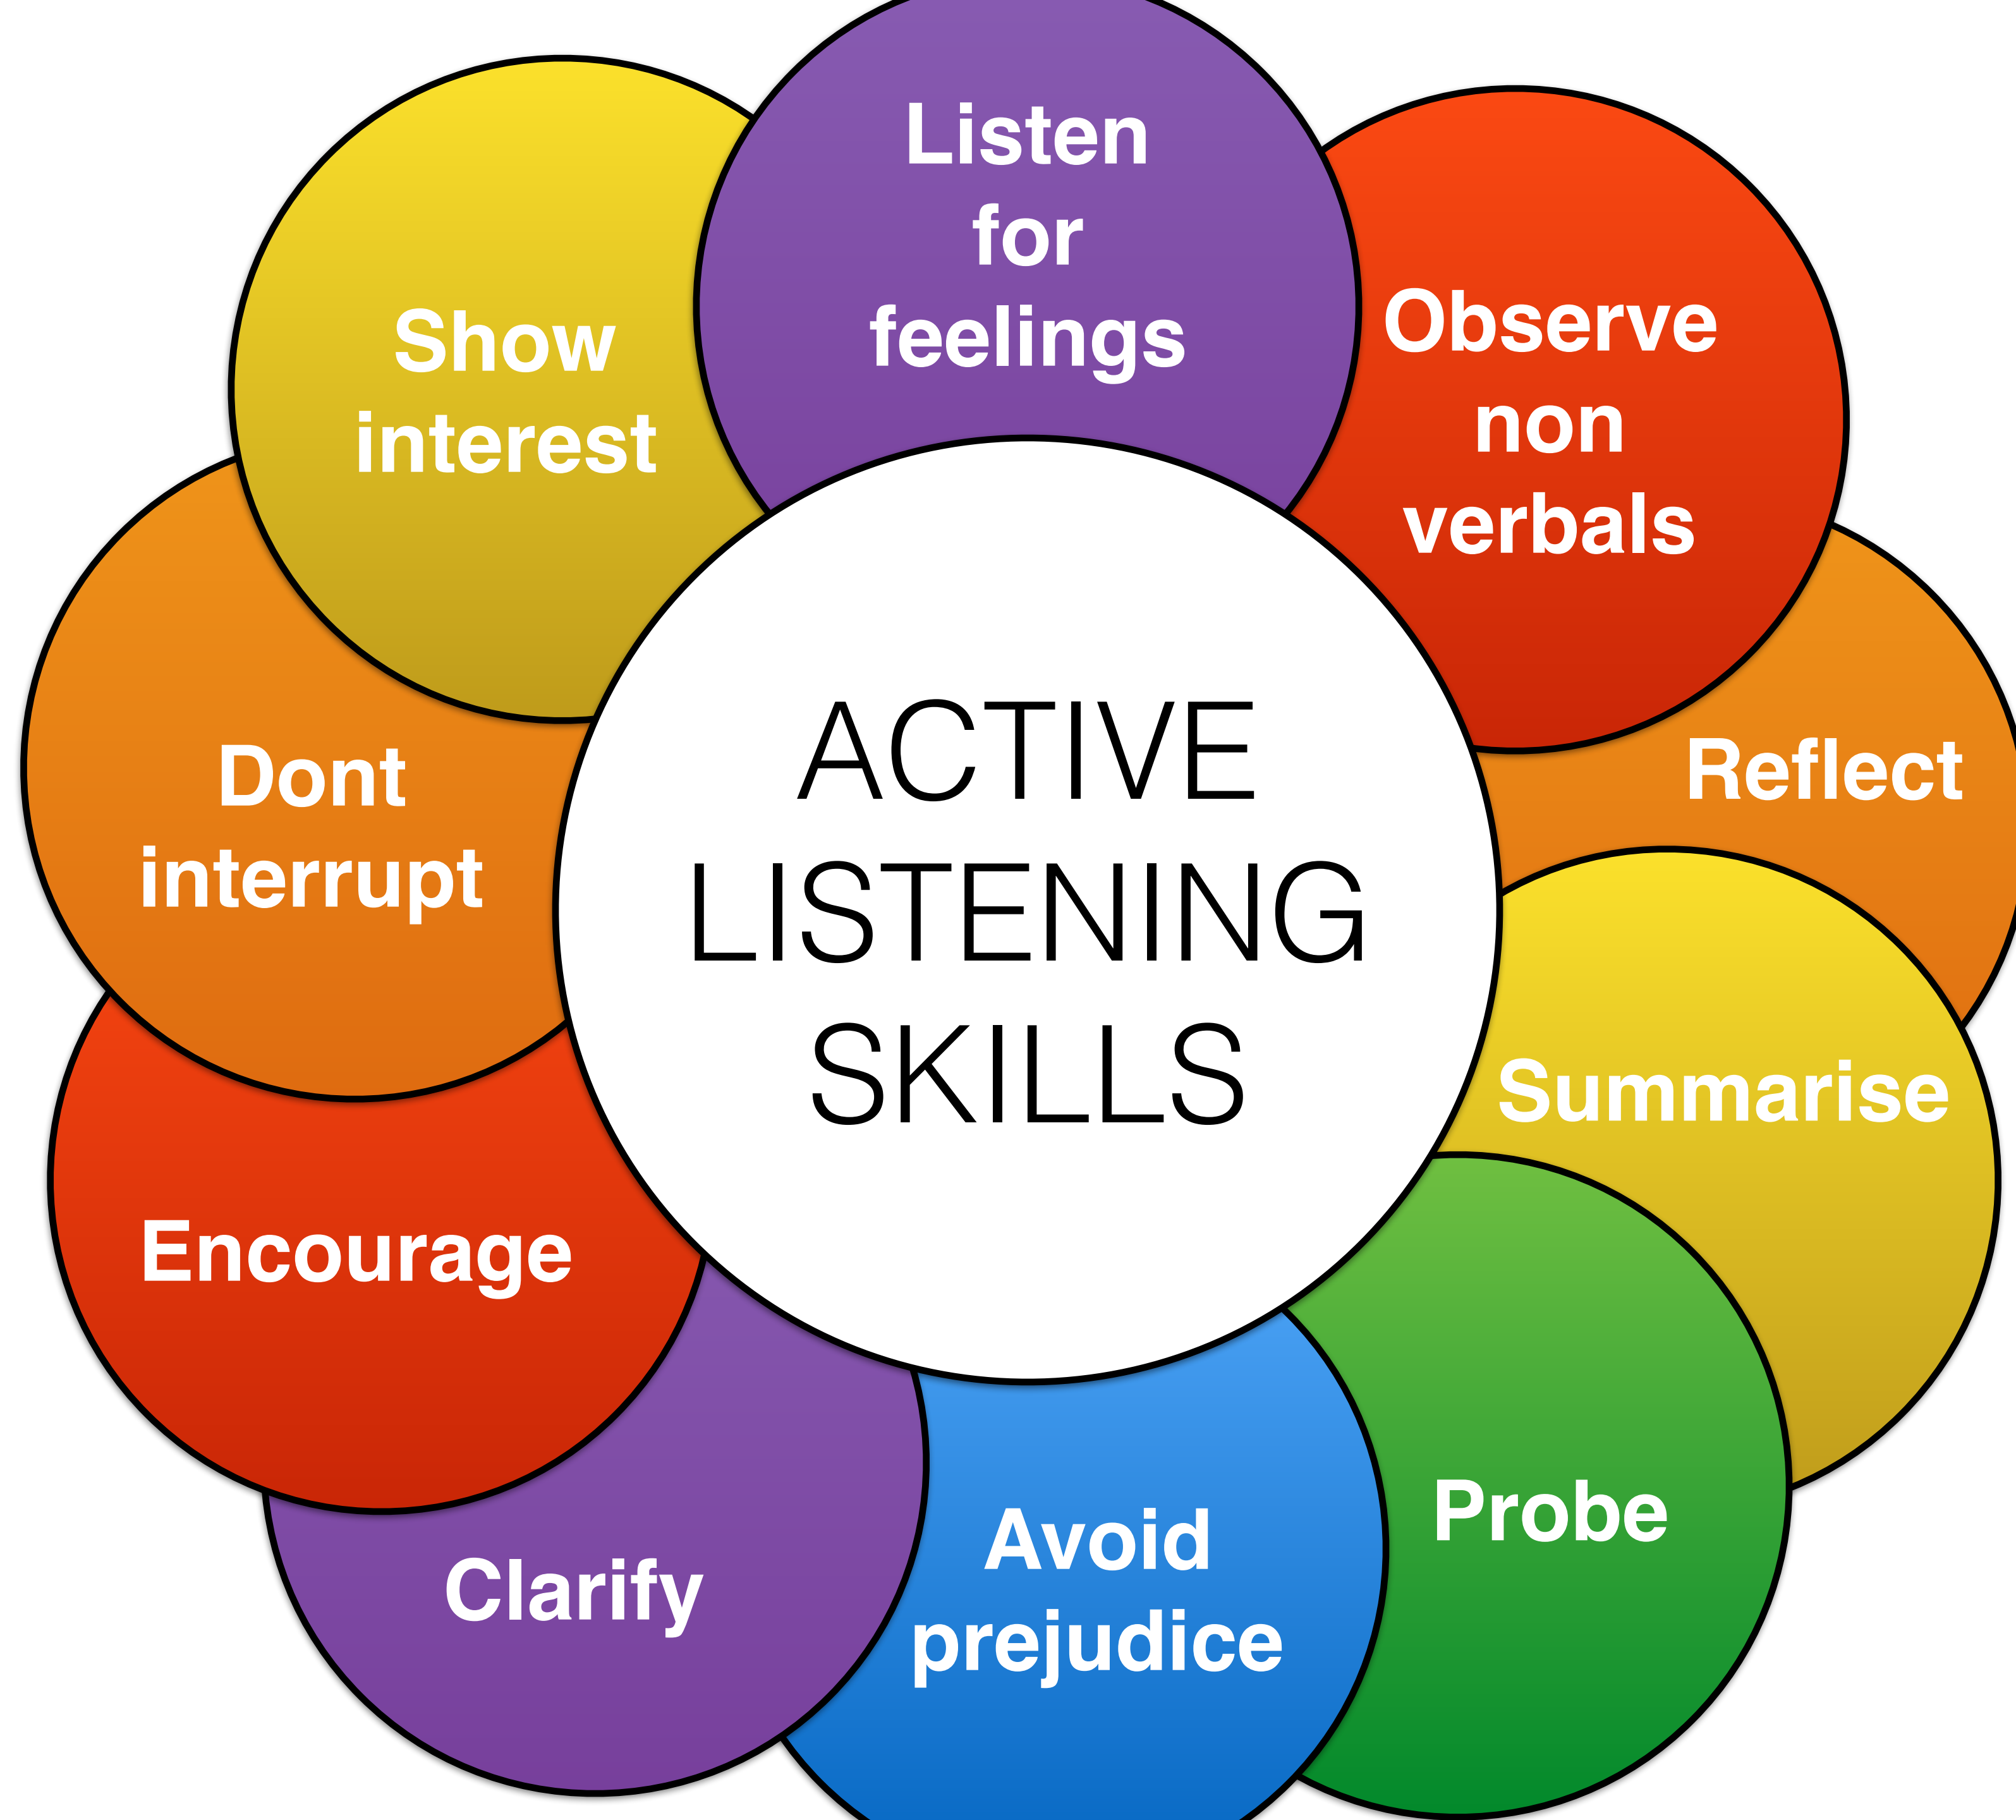 Listen
for
feelings
Observe
non
verbals
Reflect
Summarise
Probe
Avoid
prejudice
Clarify
Encourage
Dont
interrupt
Show
interest
ACTIVE
LISTENING
SKILLS